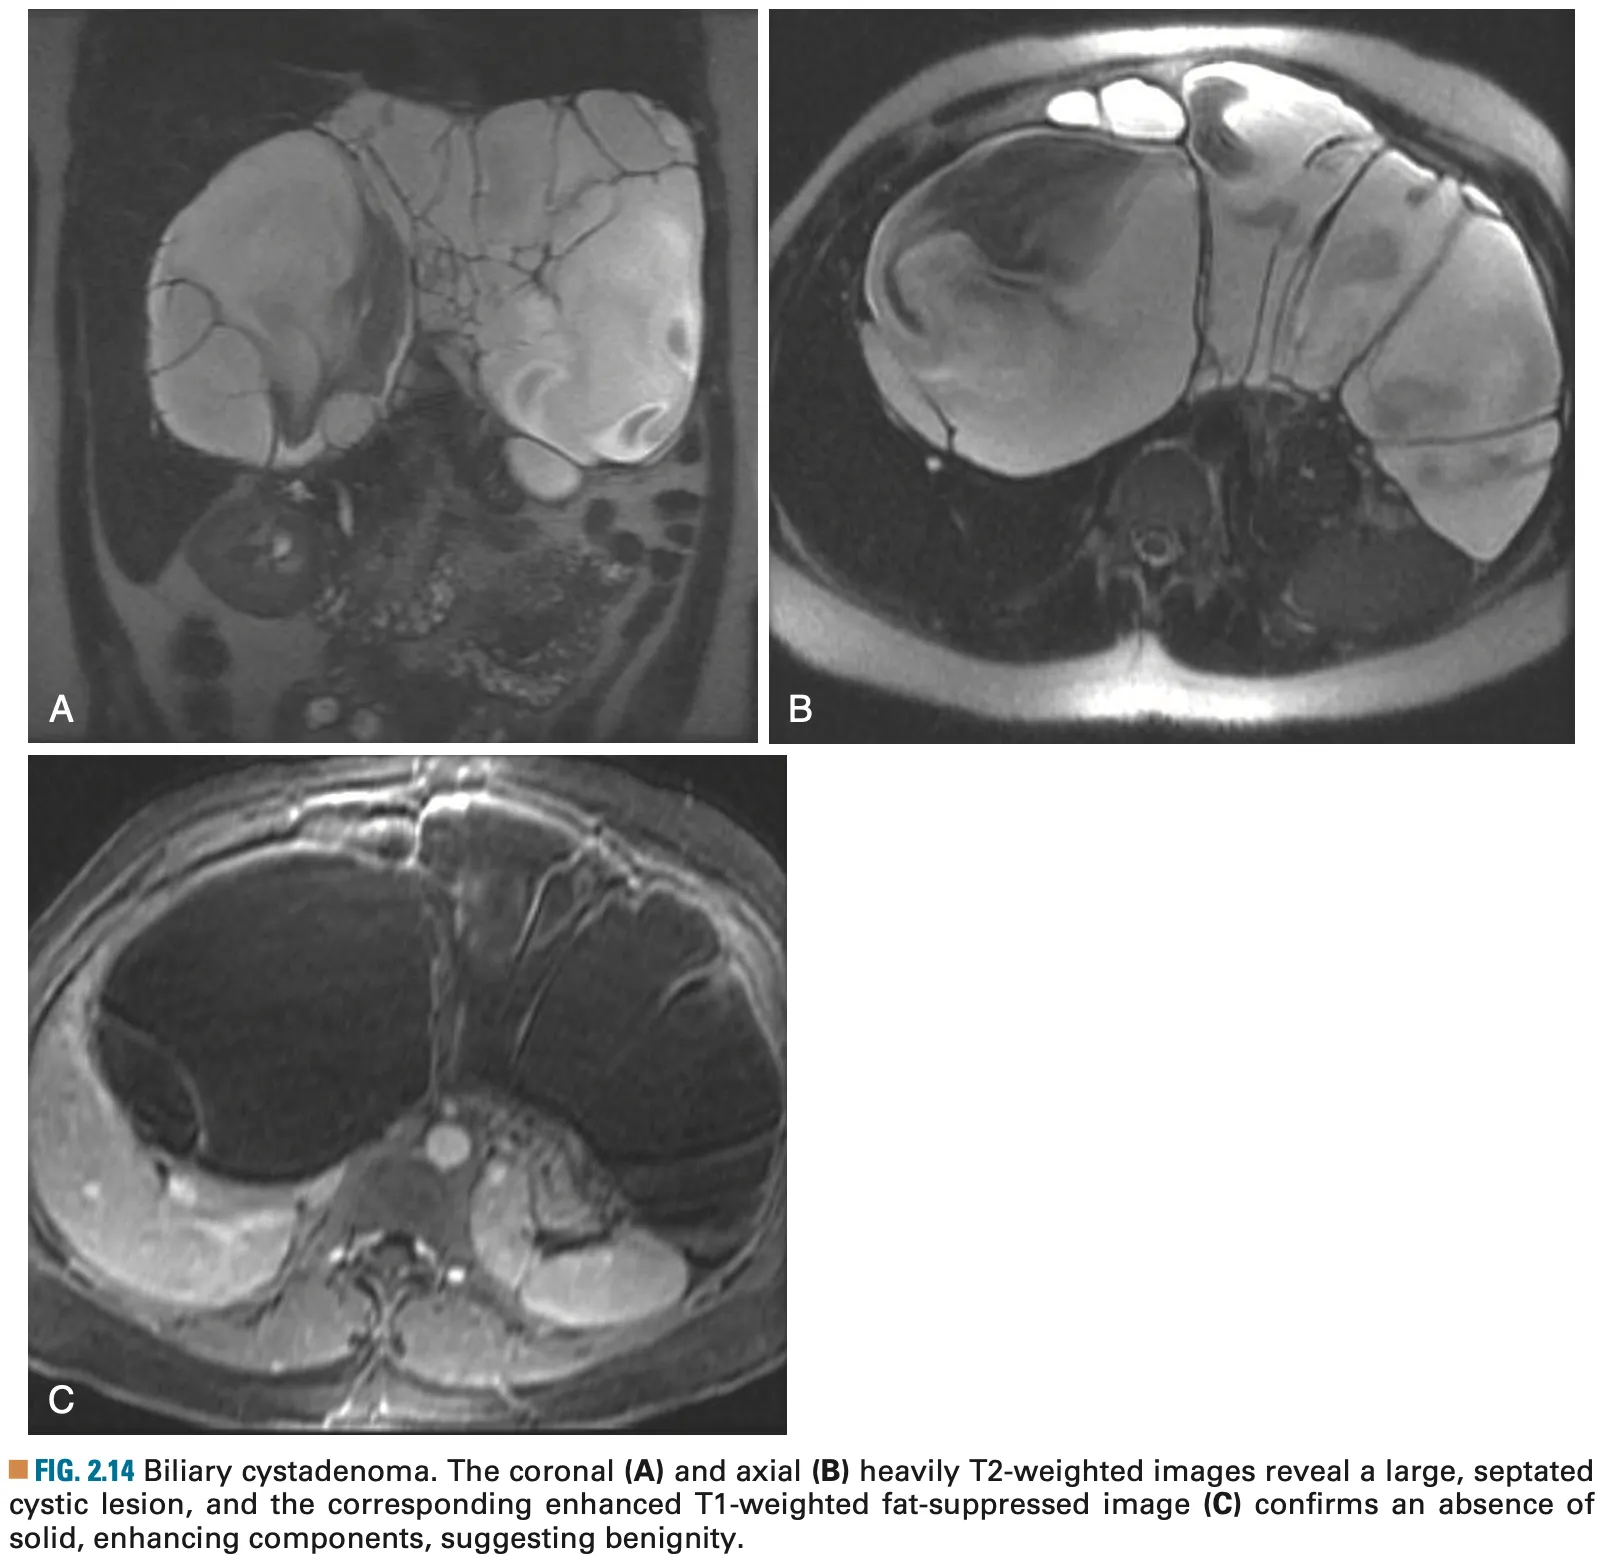 A
B
C
FIG. 2.14 Biliary cystadenoma. The coronal (A) and axial (B) heavily T2-weighted images reveal a large, septated
cystic lesion, and the corresponding enhanced T1-weighted fat-suppressed image (C) confirms an absence of
solid, enhancing components, suggesting benignity.